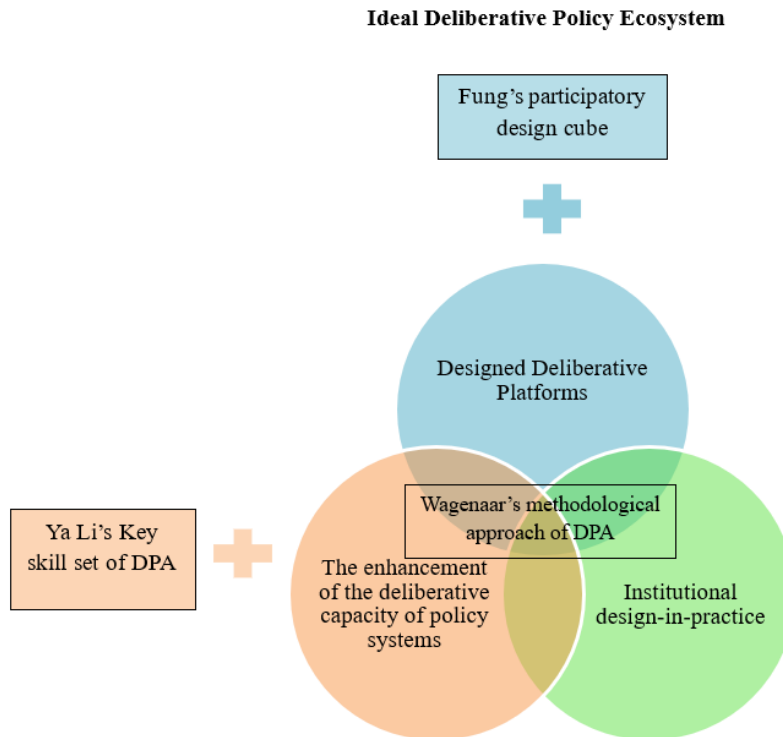 Ideal Deliberative Policy Ecosystem
Fung’s participatory
design cube
Designed Deliberative
Platforms
Wagenaar’s methodological
approach of DPA
Ya Li’s Key
skill set of DPA
The enhancement
of the deliberative
capacity of policy
systems
Institutional
design-in-practice